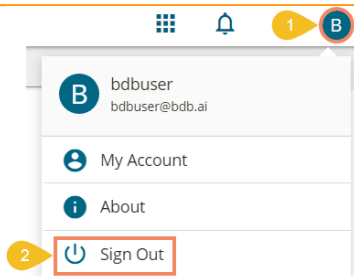 1 B
B bdbuser
bdbuser@bdb.ai
My Account
i About
2 Sign Out